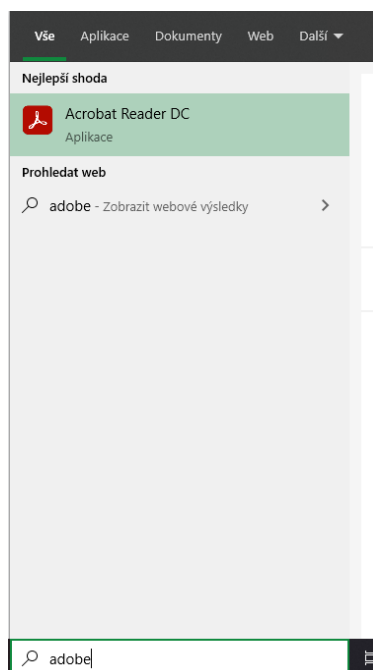 Vše Aplikace Dokumenty Web Další
Nejlepší shoda
Acrobat Reader DC
Aplikace
Prohledat web
adobe - Zobrazit webové výsledky
adobe